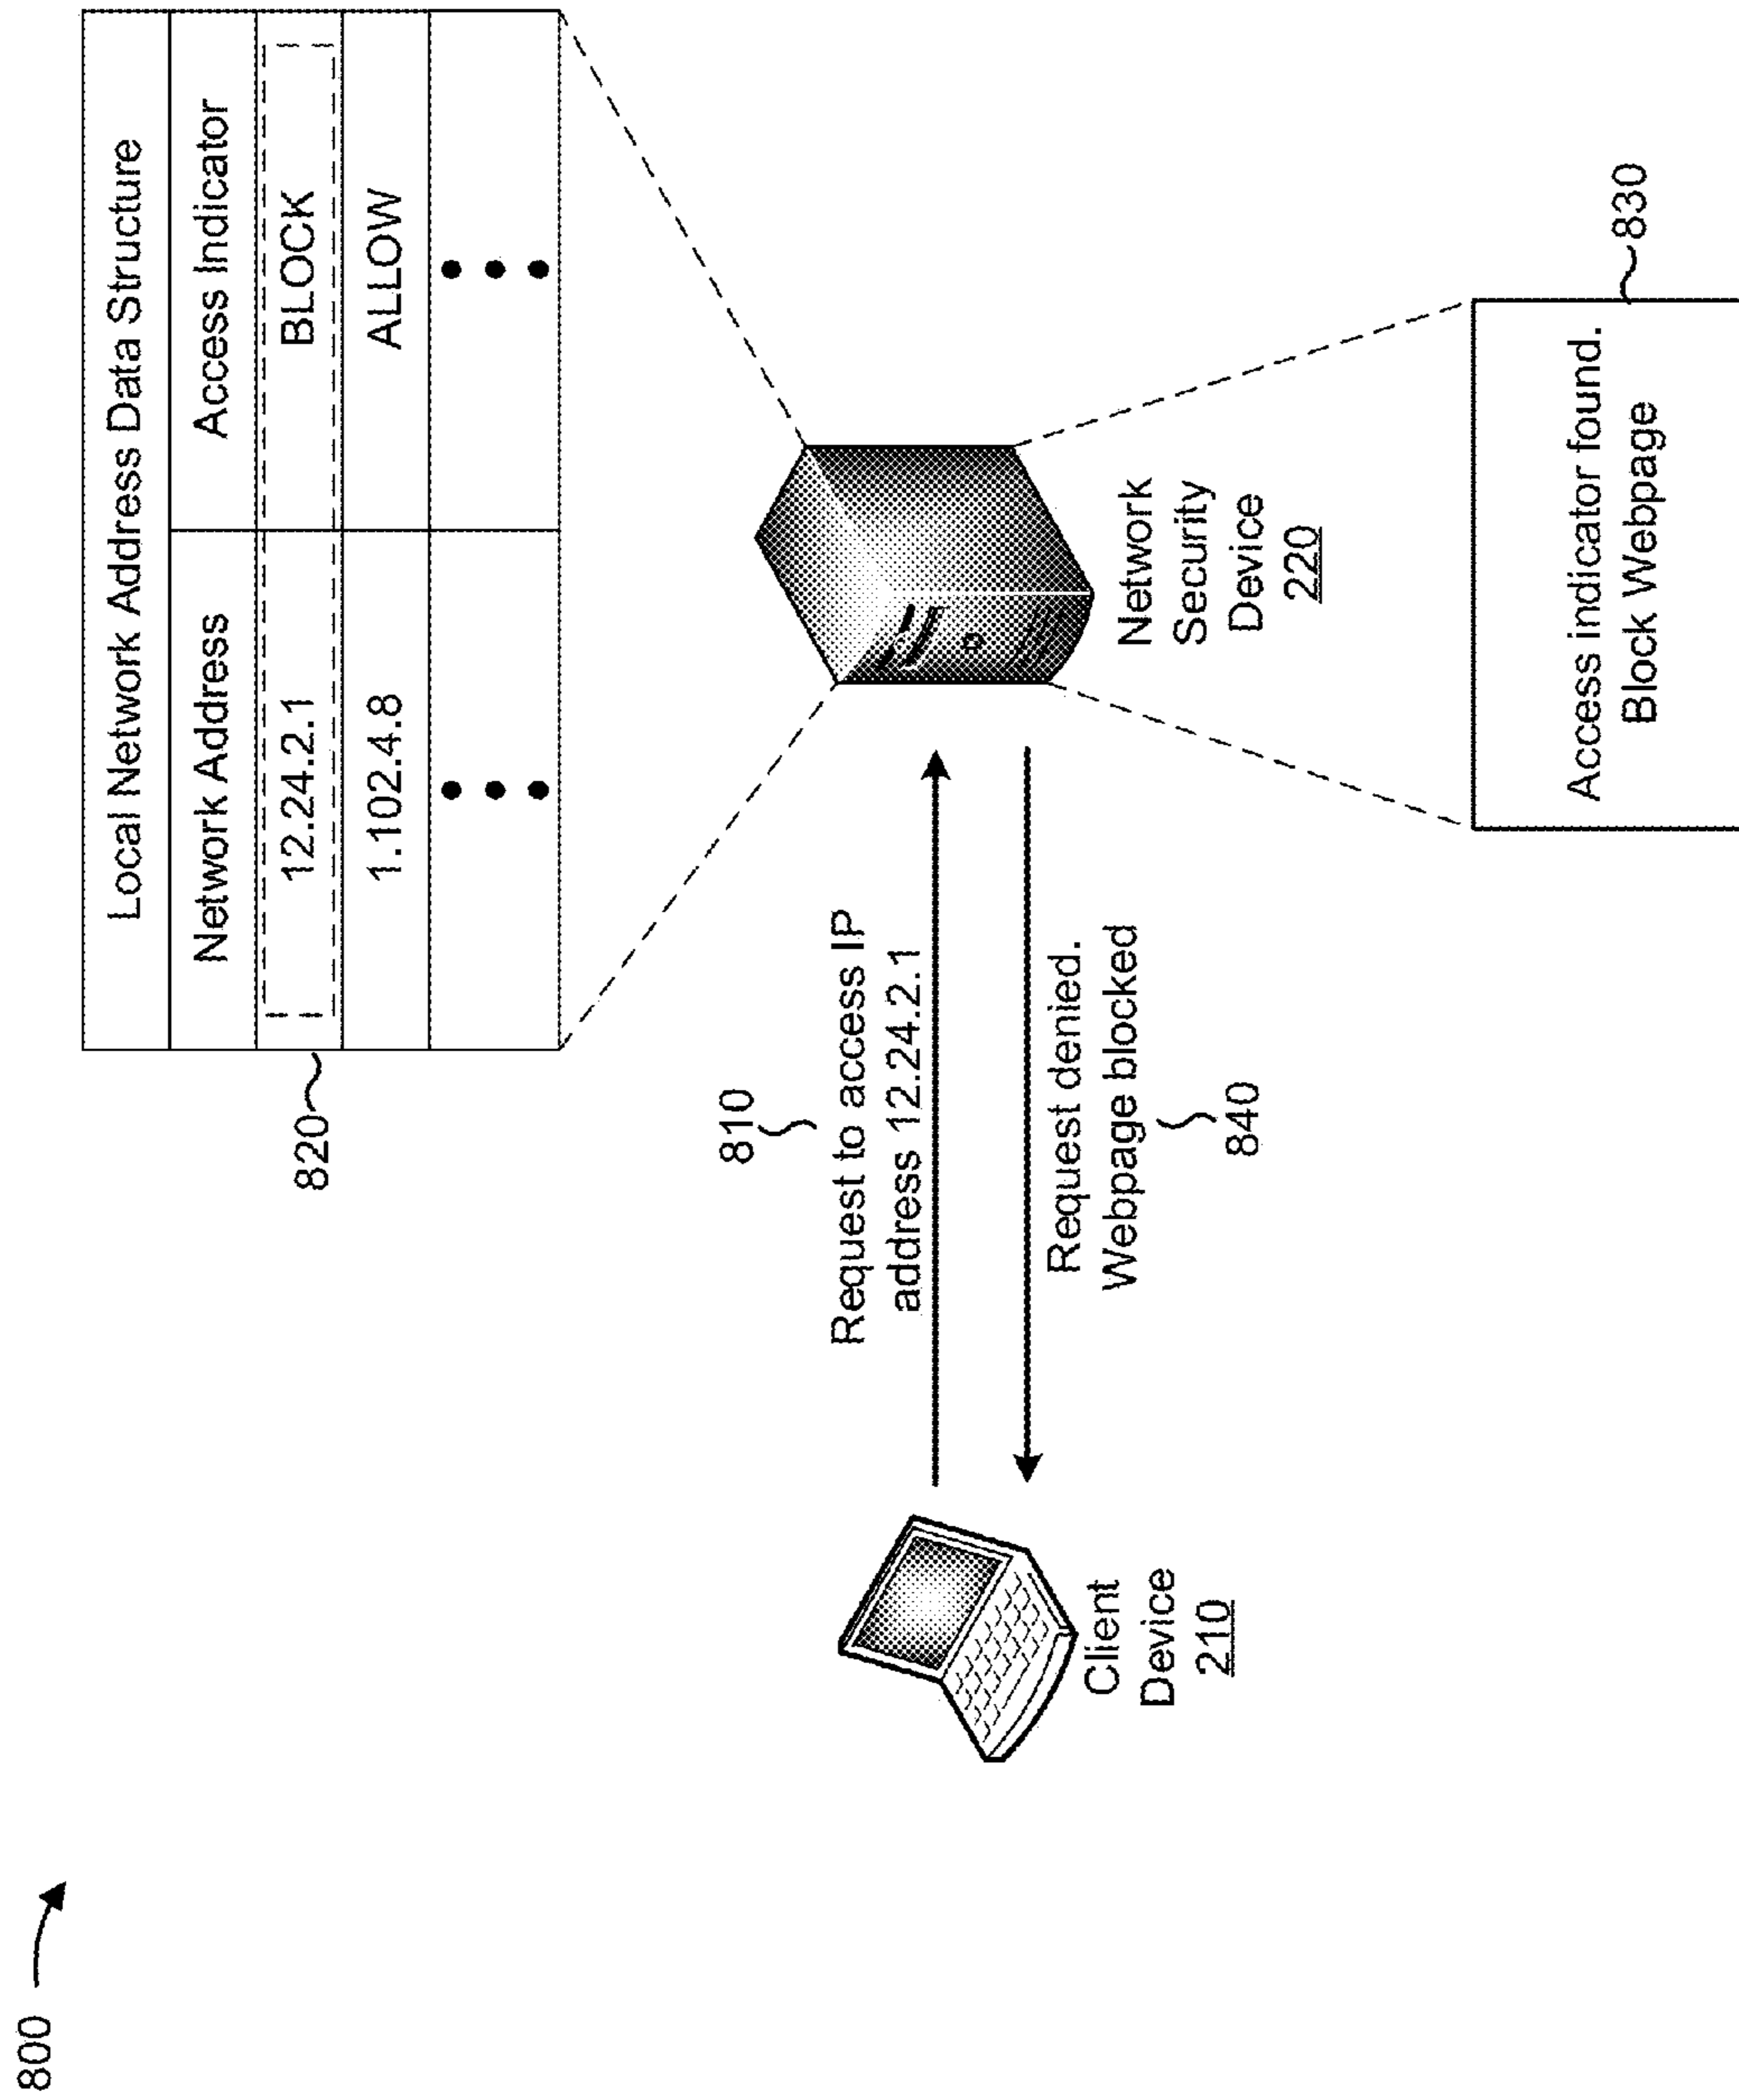 800
Local Network Address Data Structure
Network Address
Access Indicator
820
12.24.2.1
BLOCK
1.102.4.8
ALLOW
810
Request to access IP
address 12.24.2.1
Request denied.
Webpage blocked
840
Client
Device
210
Network
Security
Device
220
Access indicator found.
Block Webpage
830